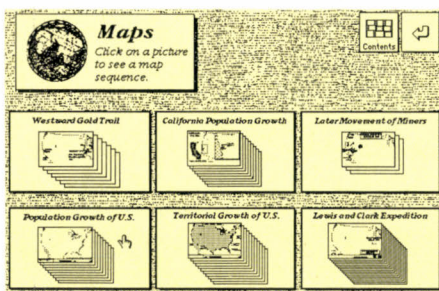 Maps
Click on a picture
to see a map
sequence.
Contents
Westward Gold Trail
California Population Growth
Later Movement of Miners
Population Growth of U.S.
Territorial Growth of U.S.
Lewis and Clark Expedition